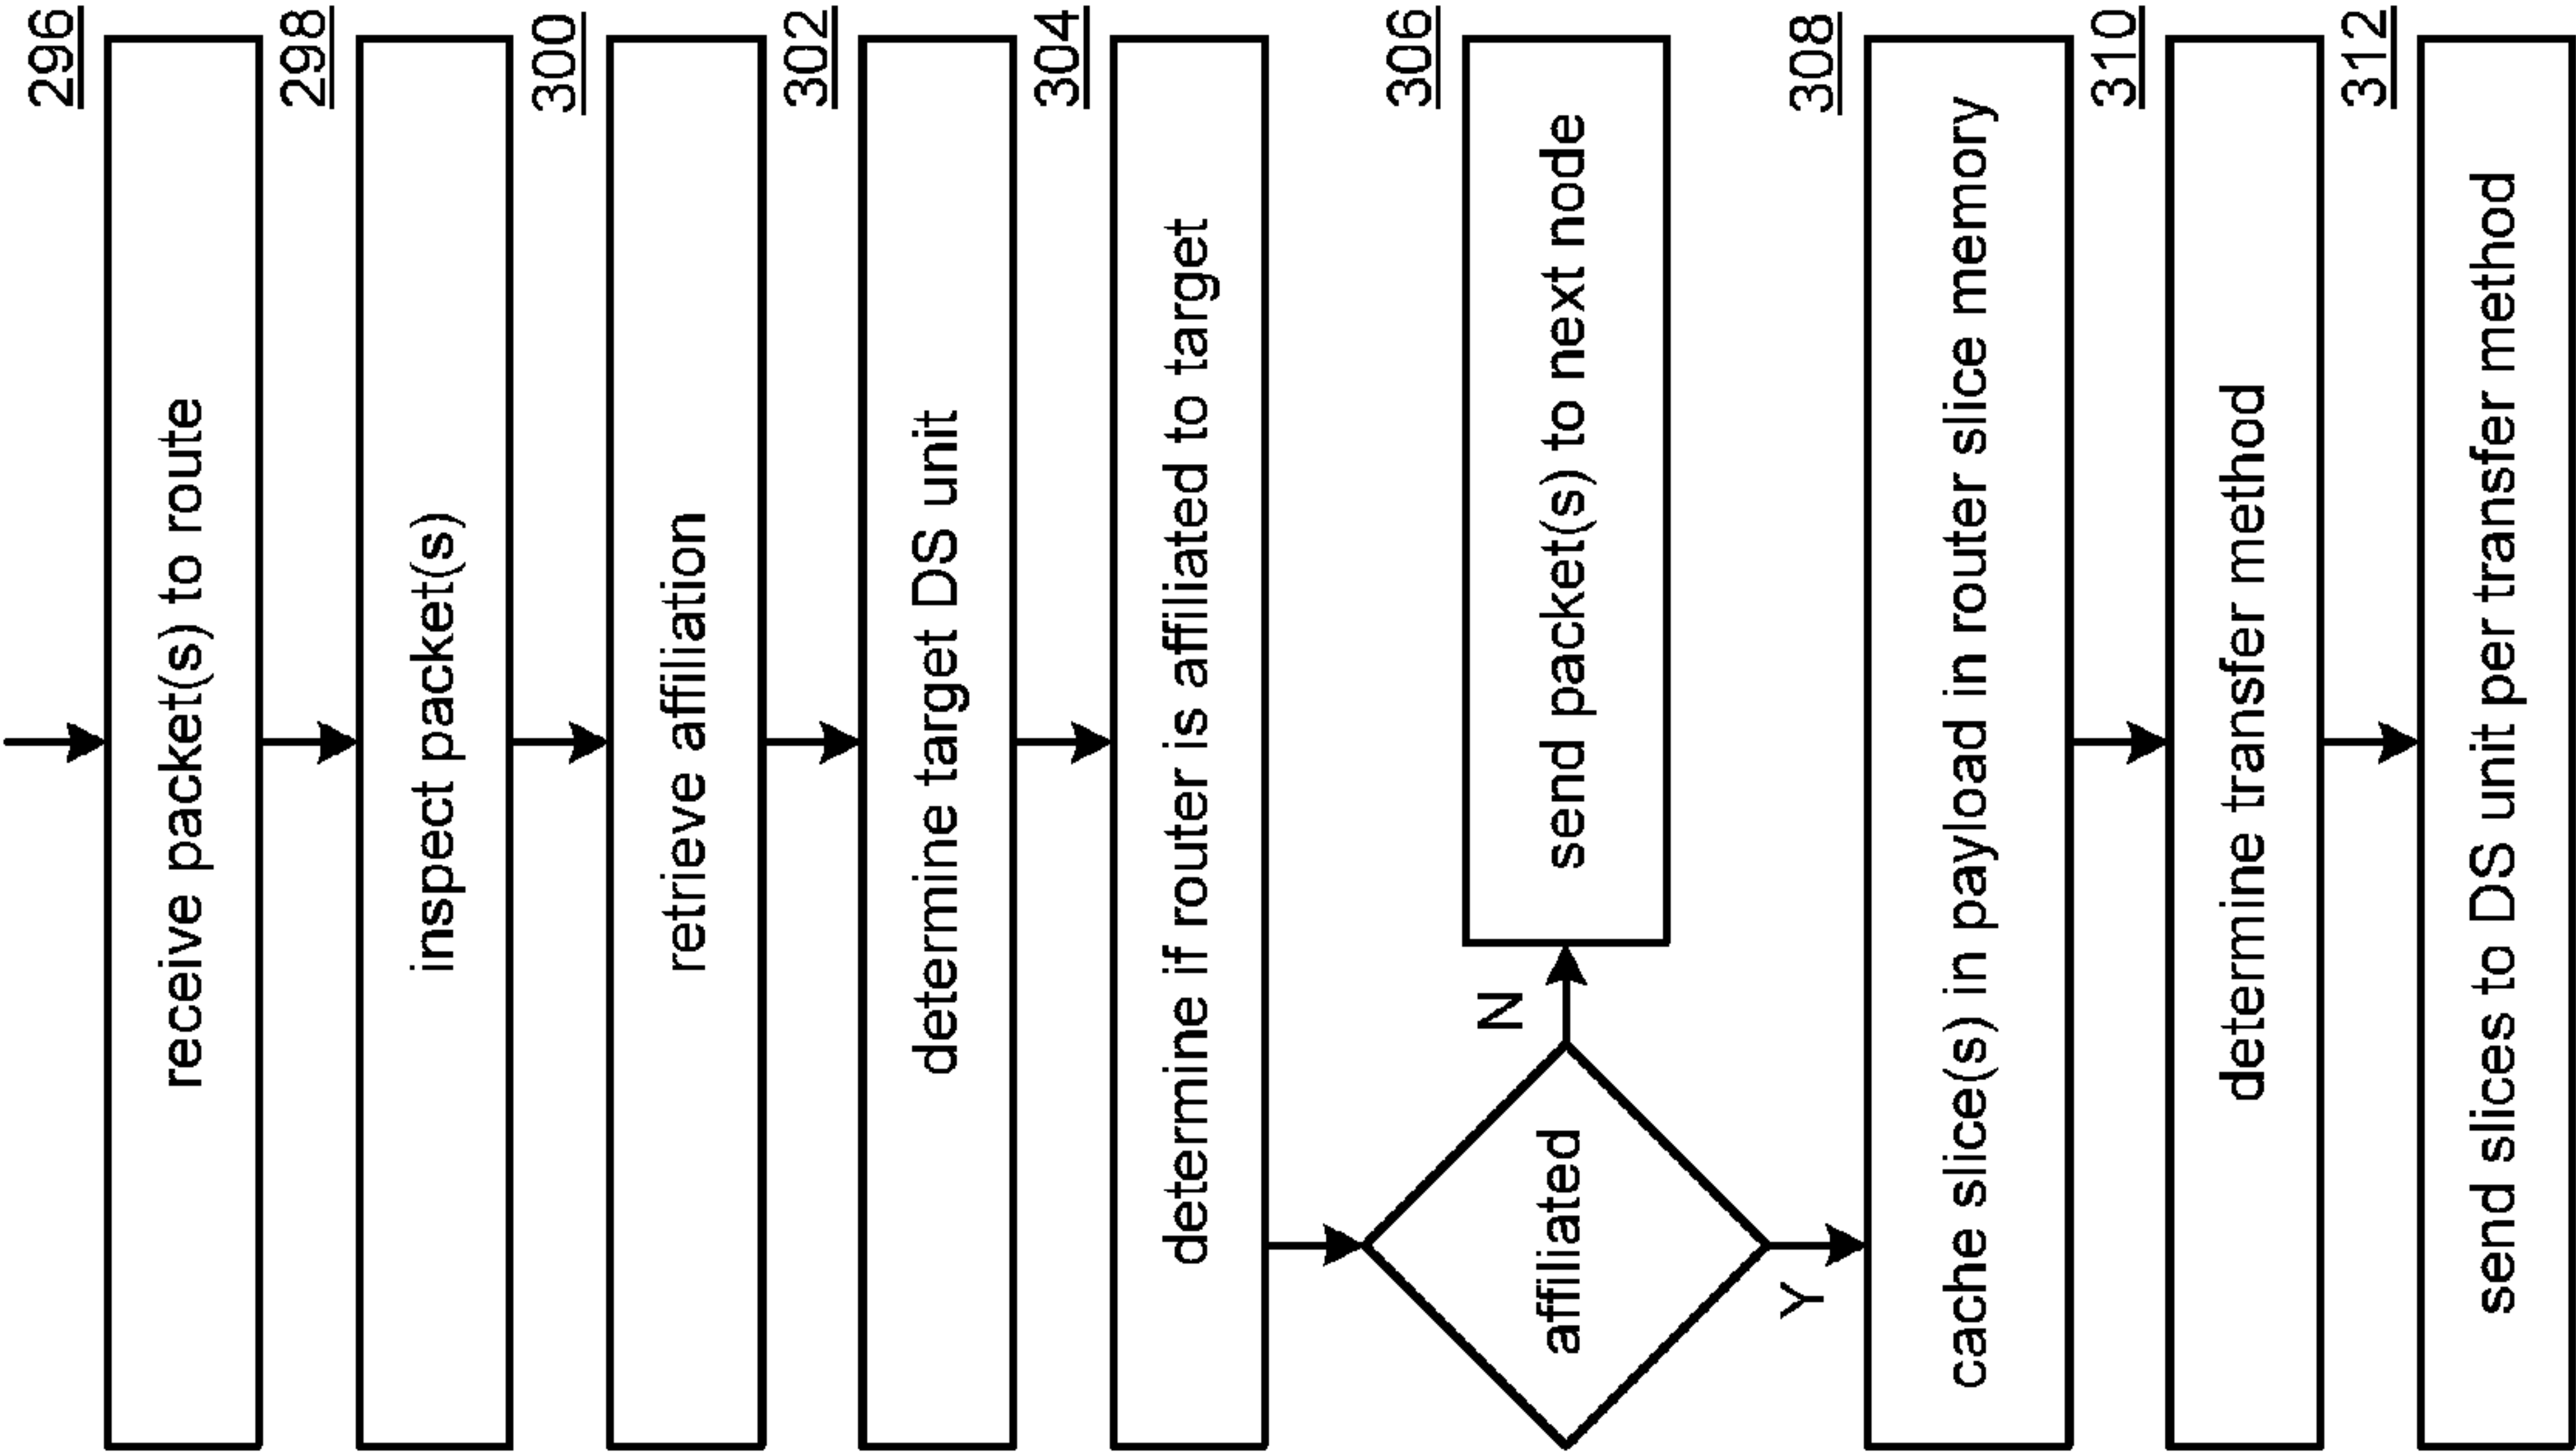 296
receive packet(s) to route
298
inspect packet(s)
300
retrieve affiliation
302
determine target DS unit
304
determine if router is affiliated to target
affiliated
N
306
send packet(s) to next node
Y
308
cache slice(s) in payload in router slice memory
310
determine transfer method
312
send slices to DS unit per transfer method